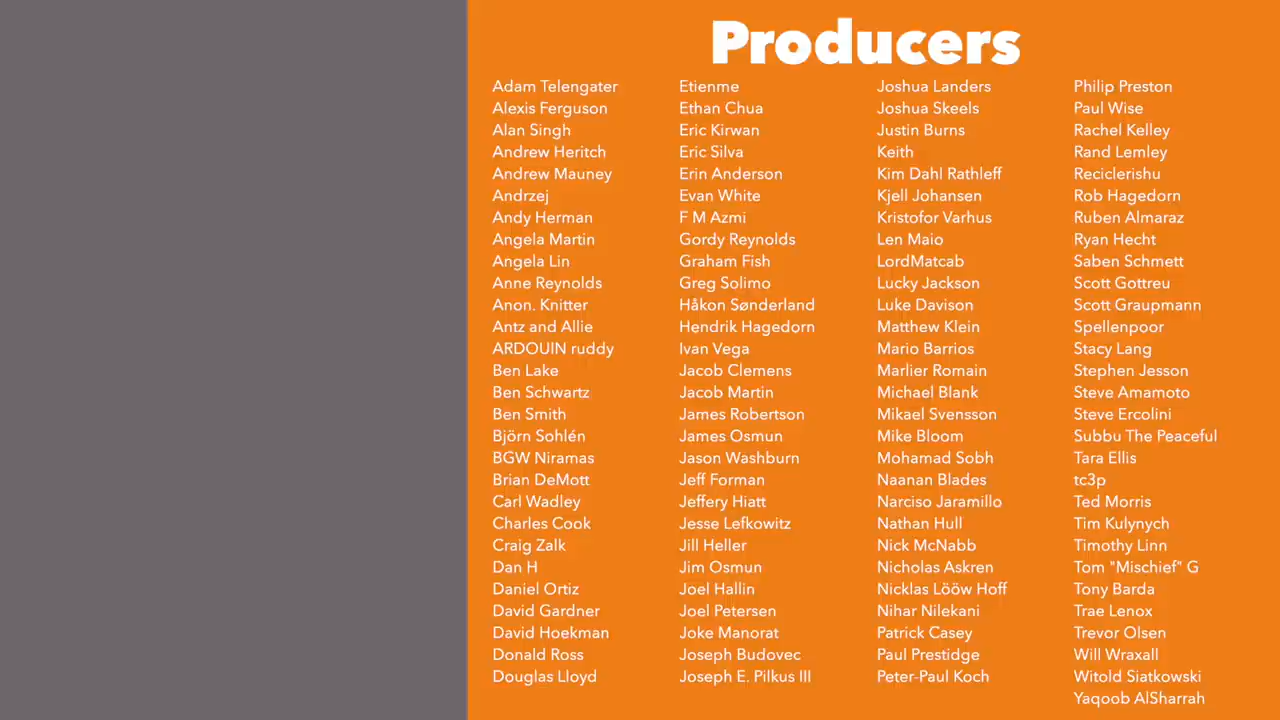 Producers
Adam Telengater
Alexis Ferguson
Alan Singh
Andrew Heritch
Andrew Mauney
Andrzej
Andy Herman
Angela Martin
Angela Lin
Anne Reynolds
Anon. Knitter
Antz and Allie
ARDOUIN ruddy
Ben Lake
Ben Schwartz
Ben Smith
Björn Sohlén
BGW Niramas
Brian DeMott
Carl Wadley
Charles Cook
Craig Zalk
Dan H
Daniel Ortiz
David Gardner
David Hoekman
Donald Ross
Douglas Lloyd
Etienme
Ethan Chua
Eric Kirwan
Eric Silva
Erin Anderson
Evan White
F M Azmi
Gordy Reynolds
Graham Fish
Greg Solimo
Håkon Sønderland
Hendrik Hagedorn
Ivan Vega
Jacob Clemens
Jacob Martin
James Robertson
James Osmun
Jason Washburn
Jeff Forman
Jeffery Hiatt
Jesse Lefkowitz
Jill Heller
Jim Osmun
Joel Hallin
Joel Petersen
Joke Manorat
Joseph Budovec
Joseph E. Pilkus III
Joshua Landers
Joshua Skeels
Justin Burns
Keith
Kim Dahl Rathleff
Kjell Johansen
Kristofor Varhus
Len Maio
LordMatcab
Lucky Jackson
Luke Davison
Matthew Klein
Mario Barrios
Marlier Romain
Michael Blank
Mikael Svensson
Mike Bloom
Mohamad Sobh
Naanan Blades
Narciso Jaramillo
Nathan Hull
Nick McNabb
Nicholas Askren
Nicklas Lööw Hoff
Nihar Nilekani
Patrick Casey
Paul Prestidge
Peter-Paul Koch
Philip Preston
Paul Wise
Rachel Kelley
Rand Lemley
Reciclerishu
Rob Hagedorn
Ruben Almaraz
Ryan Hecht
Saben Schmett
Scott Gottreu
Scott Graupmann
Spellenpoor
Stacy Lang
Stephen Jesson
Steve Amamoto
Steve Ercolini
Subbu The Peaceful
Tara Ellis
tc3p
Ted Morris
Tim Kulynych
Timothy Linn
Tom "Mischief" G
Tony Barda
Trae Lenox
Trevor Olsen
Will Wraxall
Witold Siatkowski
Yaqoob AlSharrah